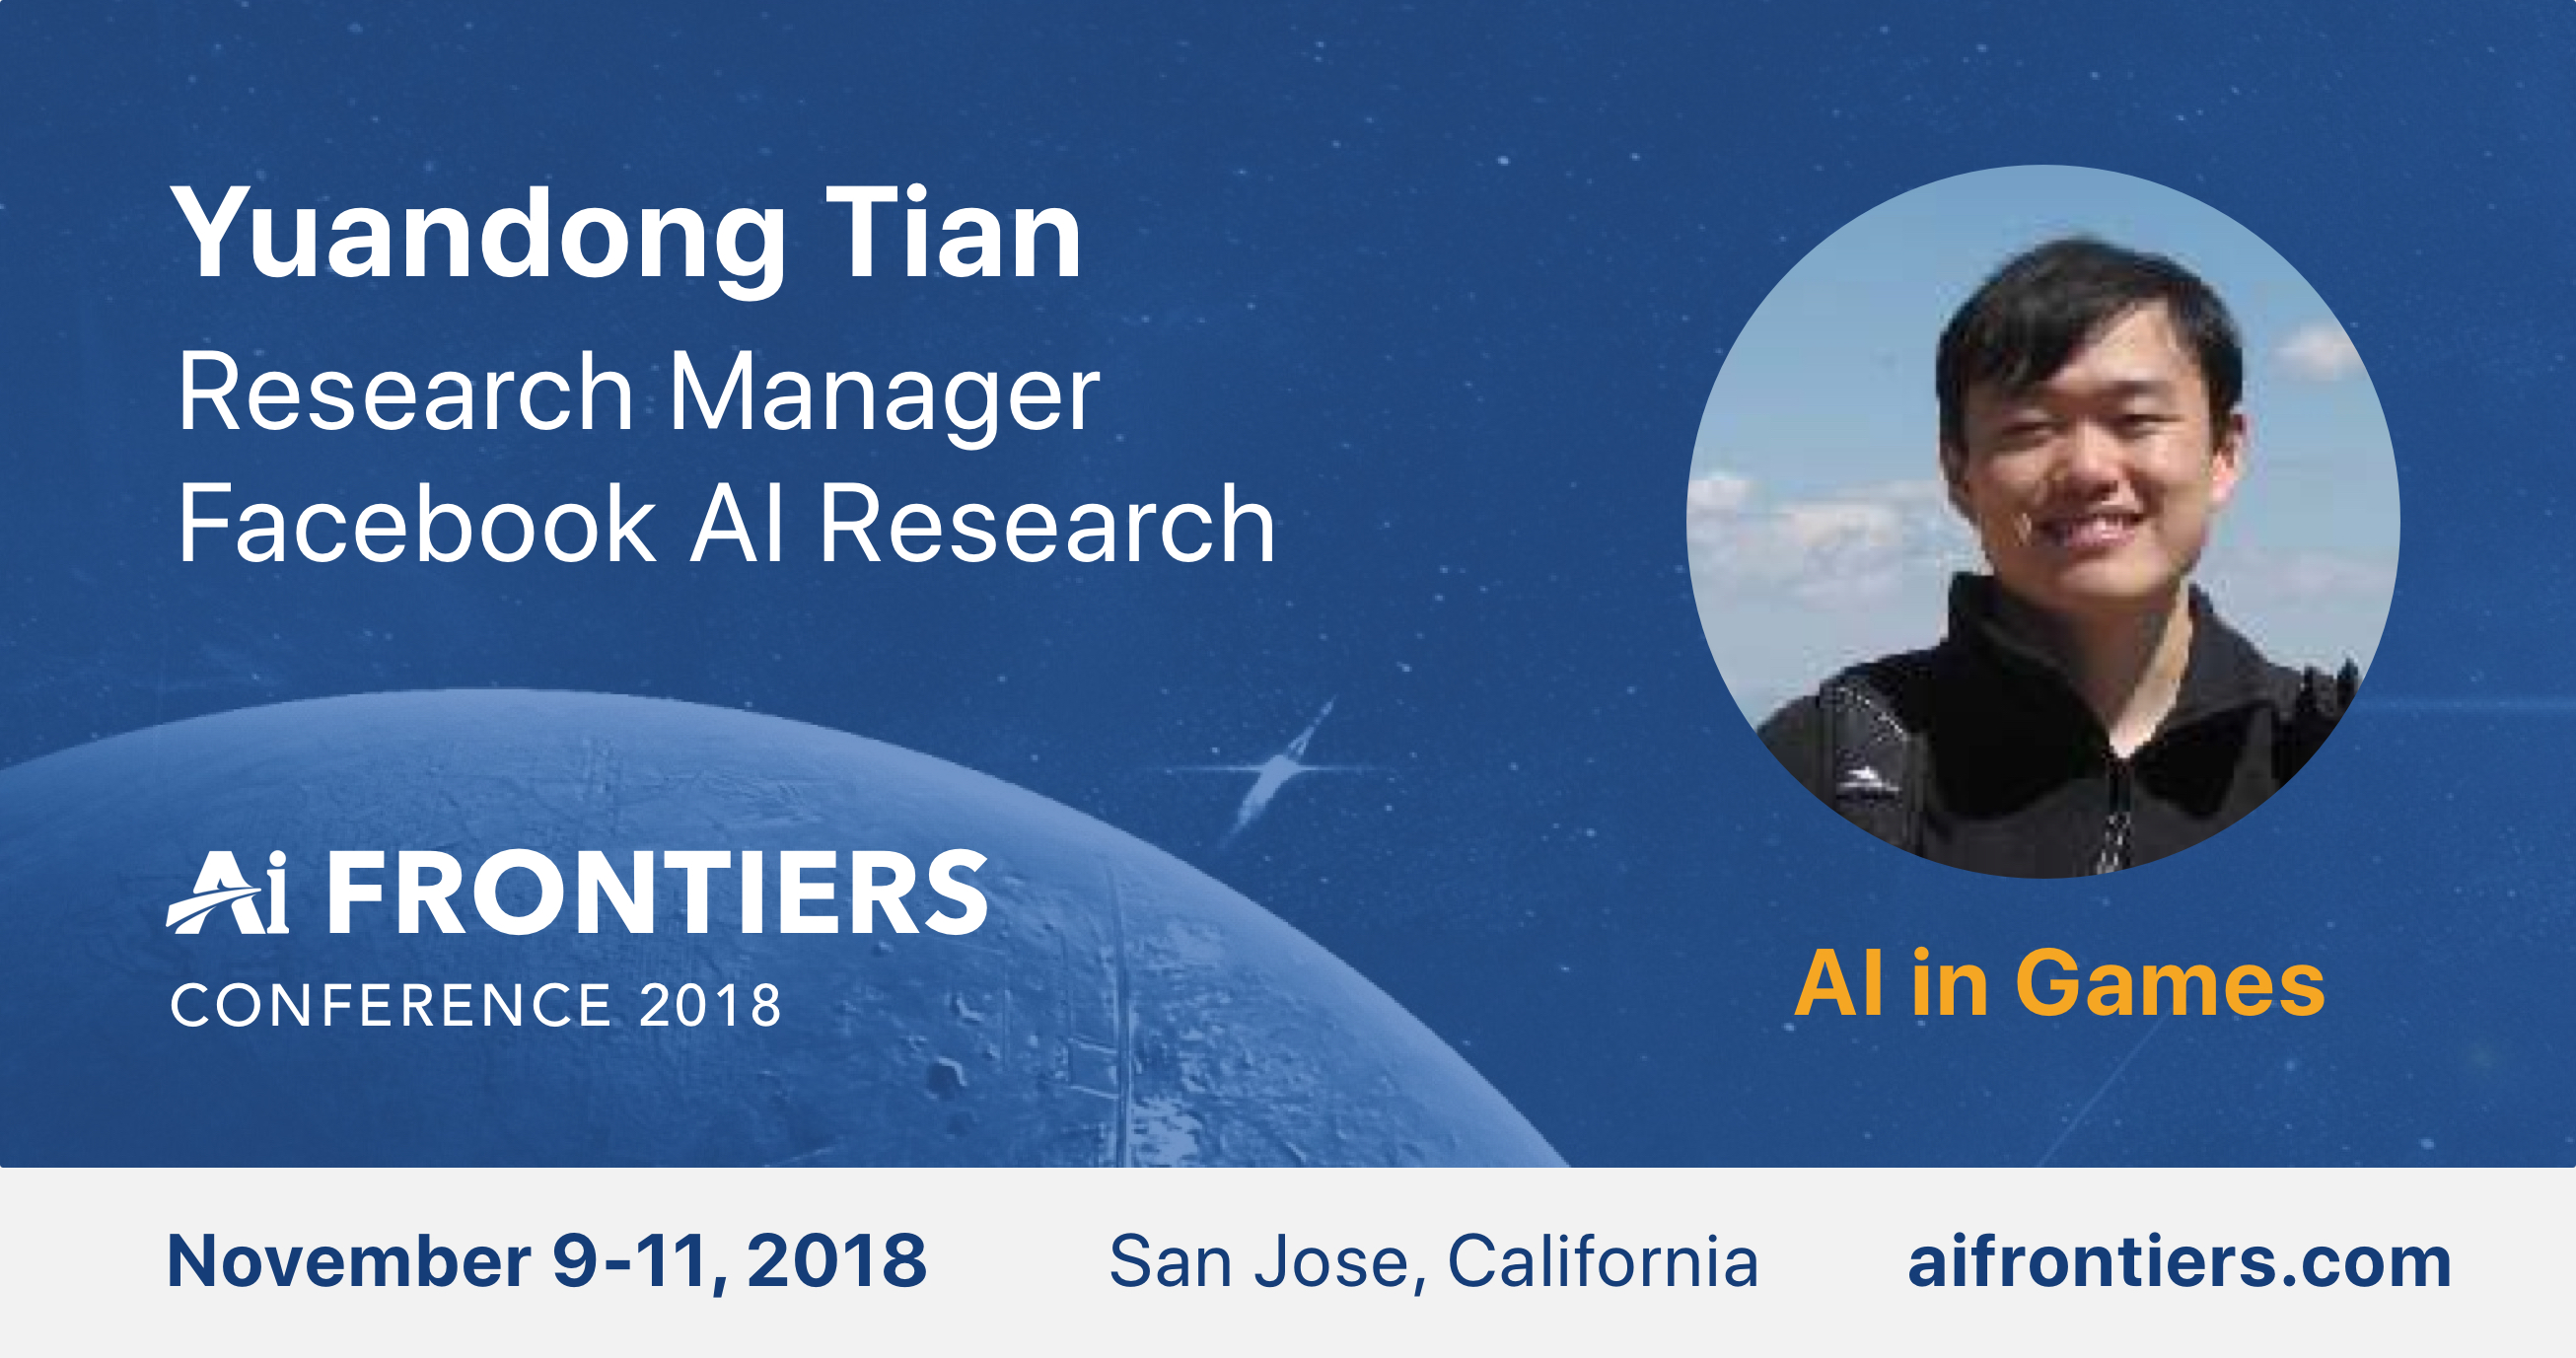 Yuandong Tian
Research Manager
Facebook AI Research
Ai FRONTIERS
CONFERENCE 2018
AI in Games
November 9-11, 2018
San Jose, California
aifrontiers.com